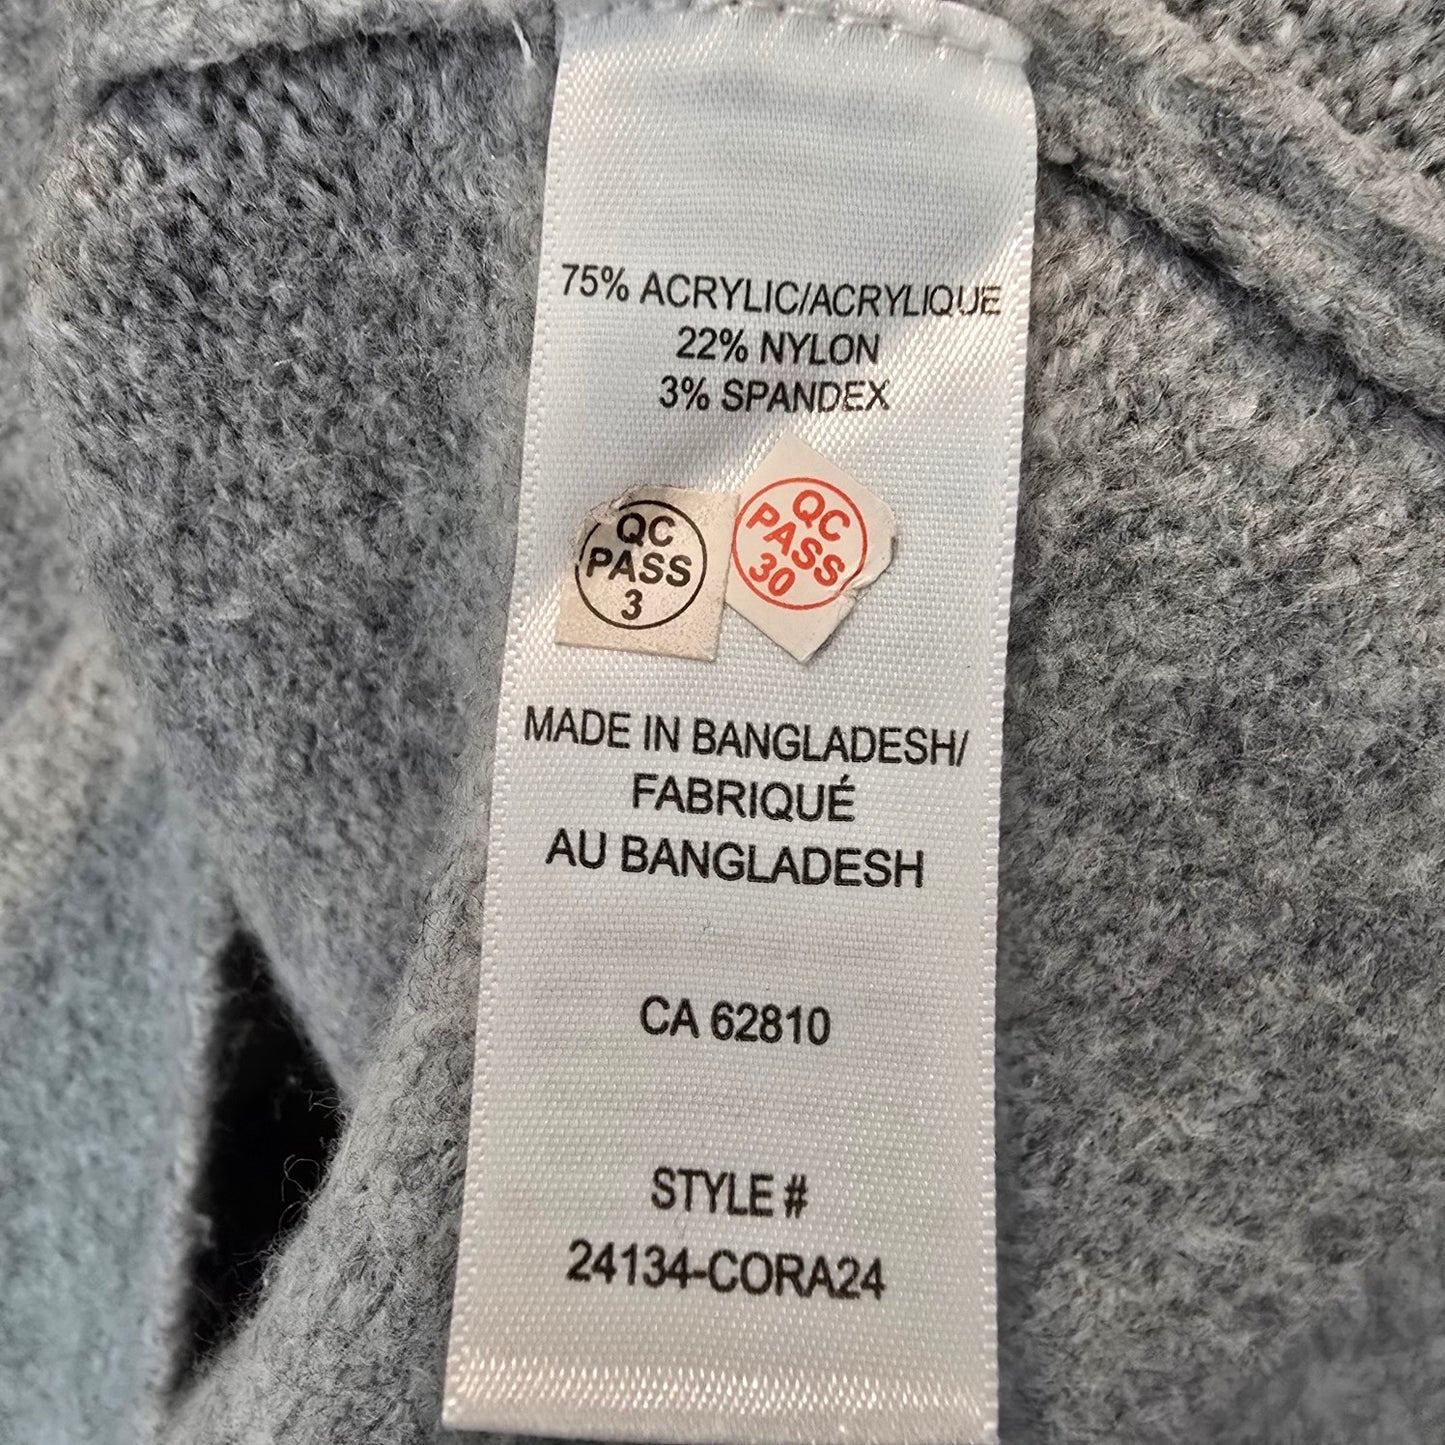 75% ACRYLIC/ACRYLIQUE
22% NYLON
3% SPANDEX
QC
PASS
3
QC
PASS
30
MADE IN BANGLADESH/
FABRIQUÉ
AU BANGLADESH
CA 62810
STYLE #
24134-CORA24